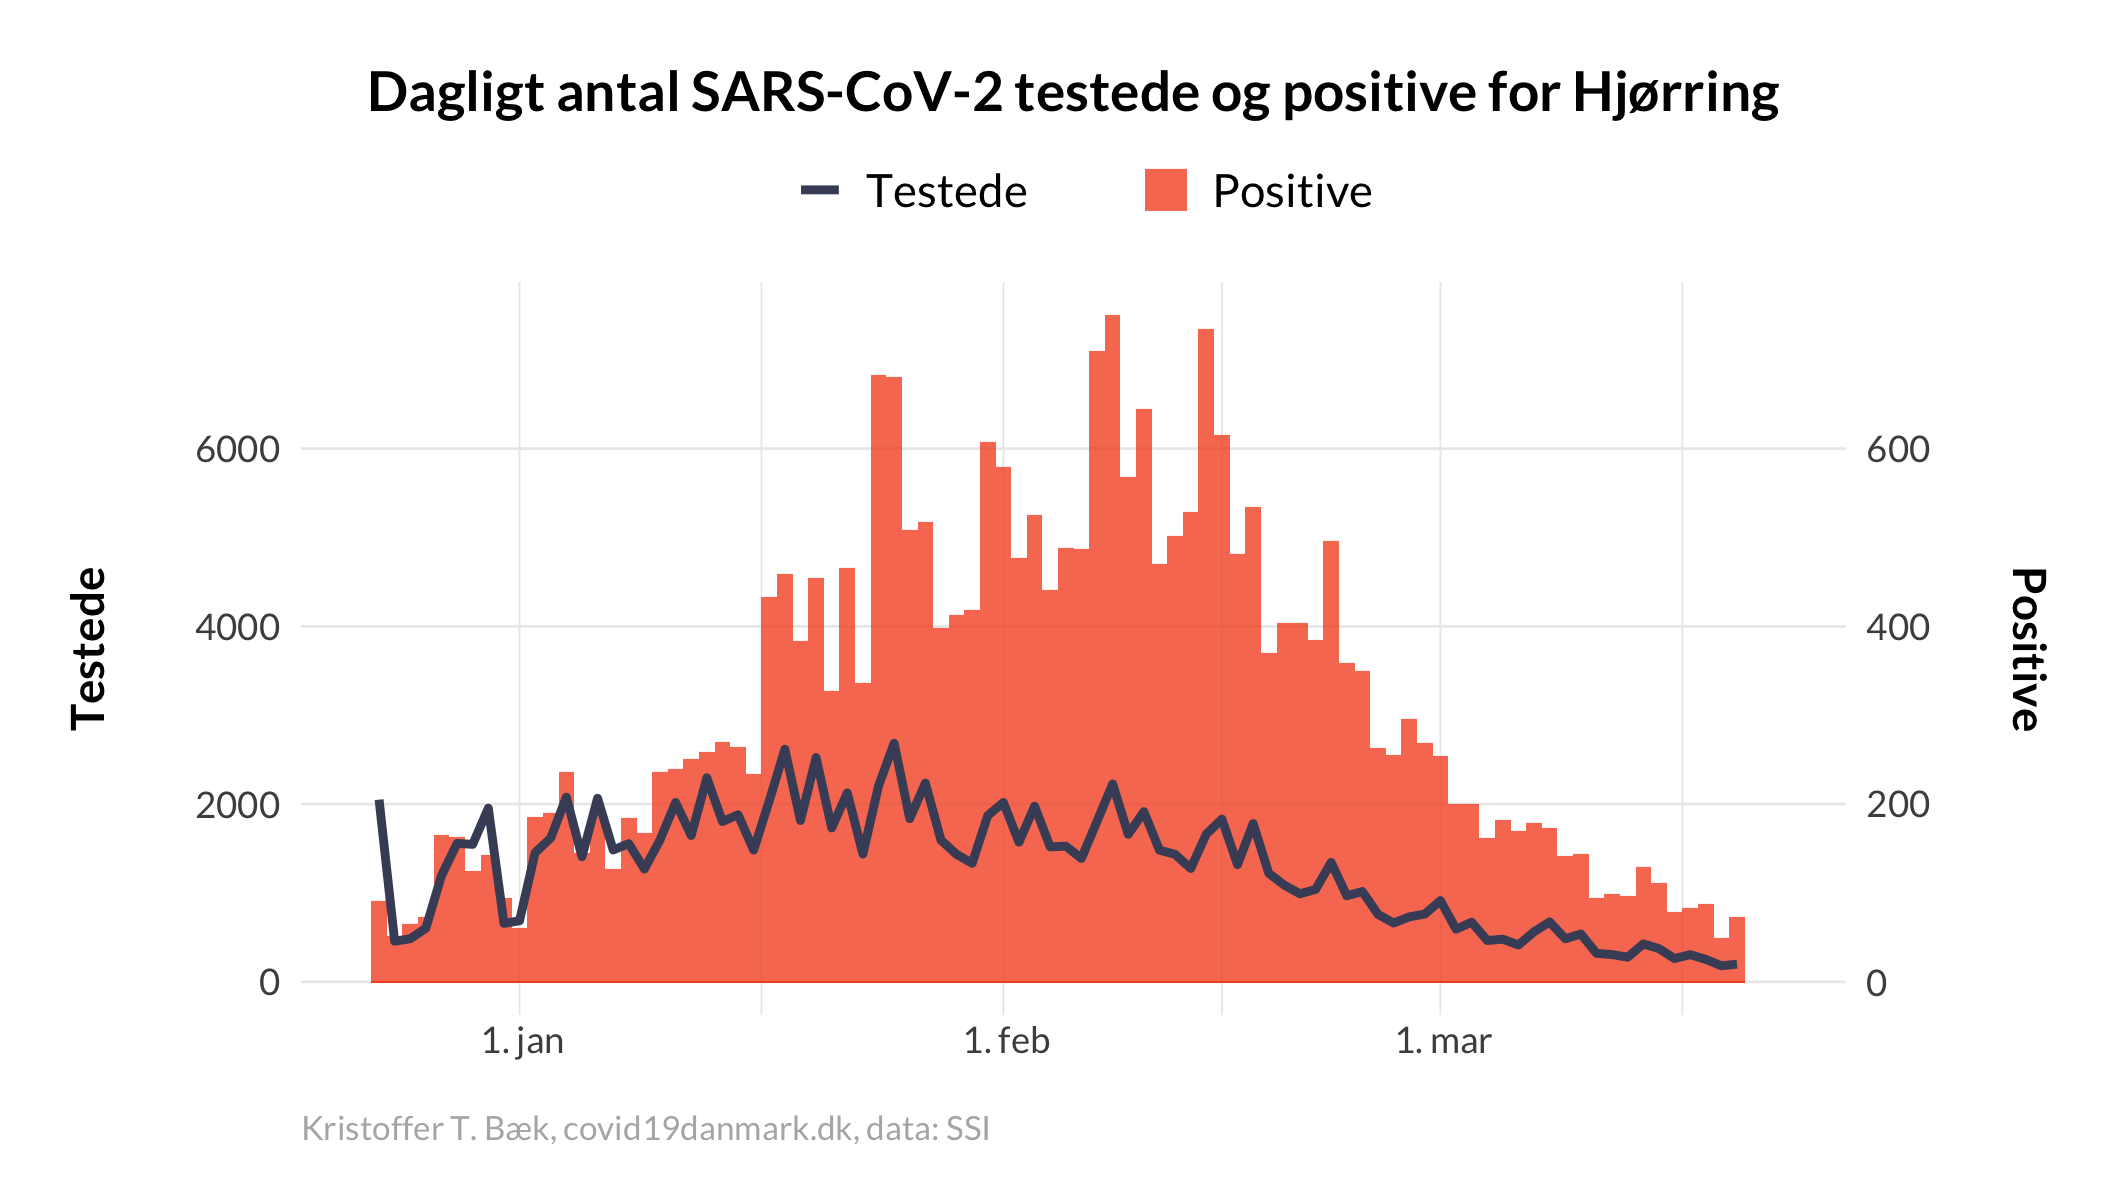 Dagligt antal SARS-CoV-2 testede og positive for Hjørring
Testede
Positive
6000
4000
2000
0
600
400
200
0
Testede
Positive
1. jan
1. feb
1. mar
Kristoffer T. Bæk, covid19danmark.dk, data: SSI